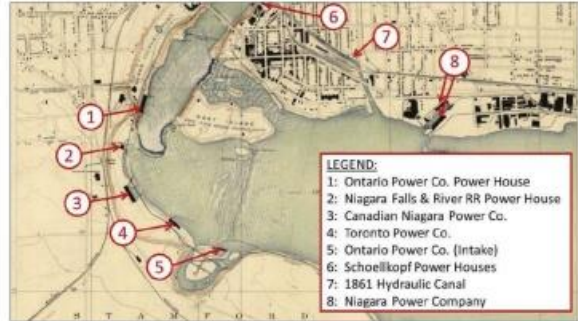 6
7
8
1
2
3
4
5
LEGEND:
1: Ontario Power Co. Power House
2: Niagara Falls & River RR Power House
3: Canadian Niagara Power Co.
4: Toronto Power Co.
5: Ontario Power Co. (Intake)
6: Schoellkopf Power Houses
7: 1861 Hydraulic Canal
8: Niagara Power Company
S T A M F O R D